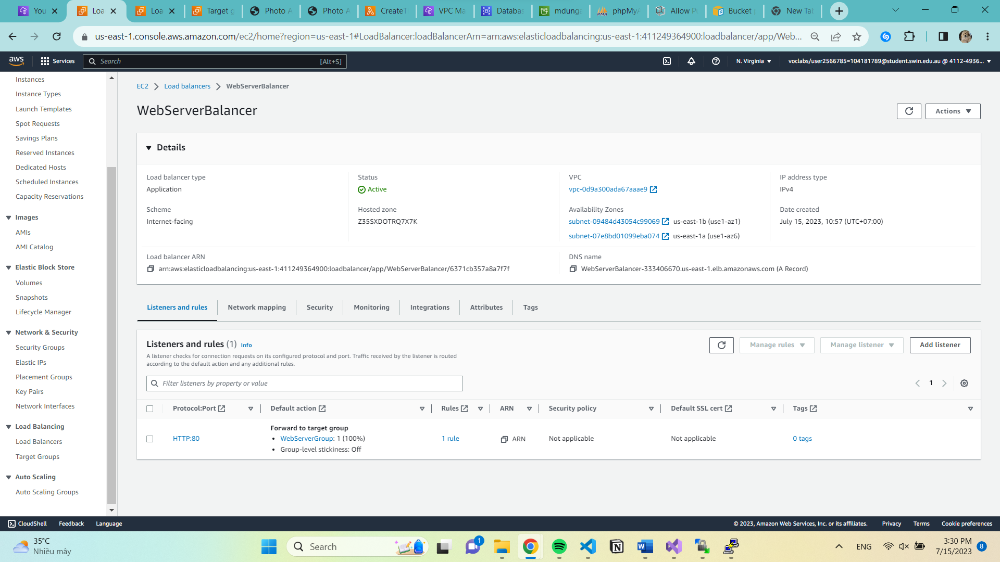 You
Loa
Loa
Target g
Photo A
Photo A
CreateT
VPC Ma
Databas
mdung
phpMyA
Allow Pu
Bucket p
New Tab
us-east-1.console.aws.amazon.com/ec2/home?region=us-east-1#LoadBalancer:loadBalancerArn=arn:aws:elasticloadbalancing:us-east-1:411249364900:loadbalancer/app/Web...
aws
Services
Search
[Alt+S]
N. Virginia
voclabs/user2566785=104181789@student.swin.edu.au @ 4112-4936...
Instances
Instance Types
Launch Templates
Spot Requests
Savings Plans
Reserved Instances
Dedicated Hosts
Scheduled Instances
Capacity Reservations
Images
AMIs
AMI Catalog
Elastic Block Store
Volumes
Snapshots
Lifecycle Manager
Network & Security
Security Groups
Elastic IPs
Placement Groups
Key Pairs
Network Interfaces
Load Balancing
Load Balancers
Target Groups
Auto Scaling
Auto Scaling Groups
EC2 > Load balancers > WebServerBalancer
WebServerBalancer
Actions
Details
Load balancer type
Application
Status
Active
VPC
vpc-0d9a300ada67aaae9
IP address type
IPv4
Scheme
Internet-facing
Hosted zone
Z35SXDOTRQ7X7K
Availability Zones
subnet-09484d43054c99069 us-east-1b (use1-az1)
subnet-07e8bd01099eba074 us-east-1a (use1-az6)
Date created
July 15, 2023, 10:57 (UTC+07:00)
Load balancer ARN
arn:aws:elasticloadbalancing:us-east-1:411249364900:loadbalancer/app/WebServerBalancer/6371cb357a8a7f7f
DNS name
WebServerBalancer-333406670.us-east-1.elb.amazonaws.com (A Record)
Listeners and rules
Network mapping
Security
Monitoring
Integrations
Attributes
Tags
Listeners and rules (1) Info
A listener checks for connection requests on its configured protocol and port. Traffic received by the listener is routed
according to the default action and any additional rules.
Manage rules
Manage listener
Add listener
Filter listeners by property or value
1
Protocol:Port
Default action
Rules
ARN
Security policy
Default SSL cert
Tags
HTTP:80
Forward to target group
• WebServerGroup: 1 (100%)
• Group-level stickiness: Off
1 rule
ARN
Not applicable
Not applicable
0 tags
CloudShell
Feedback
Language
© 2023, Amazon Web Services, Inc. or its affiliates.
Privacy
Terms
Cookie preferences
35°C
Nhiều mây
Search
1
ENG
3:30 PM
7/15/2023
8